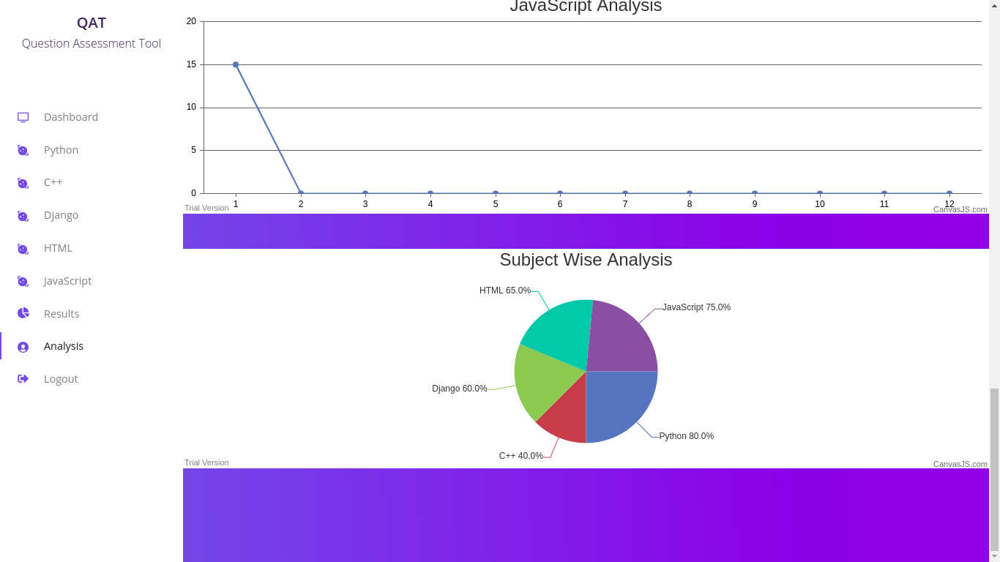 QAT
Question Assessment Tool
Dashboard
Python
C++
Django
HTML
JavaScript
Results
Analysis
Logout
JavaScript Analysis
20
15
10
5
0
1 2 3 4 5 6 7 8 9 10 11 12
Trial Version
CanvasJS.com
Subject Wise Analysis
HTML 65.0%
JavaScript 75.0%
Django 60.0%
Python 80.0%
C++ 40.0%
Trial Version
CanvasJS.com